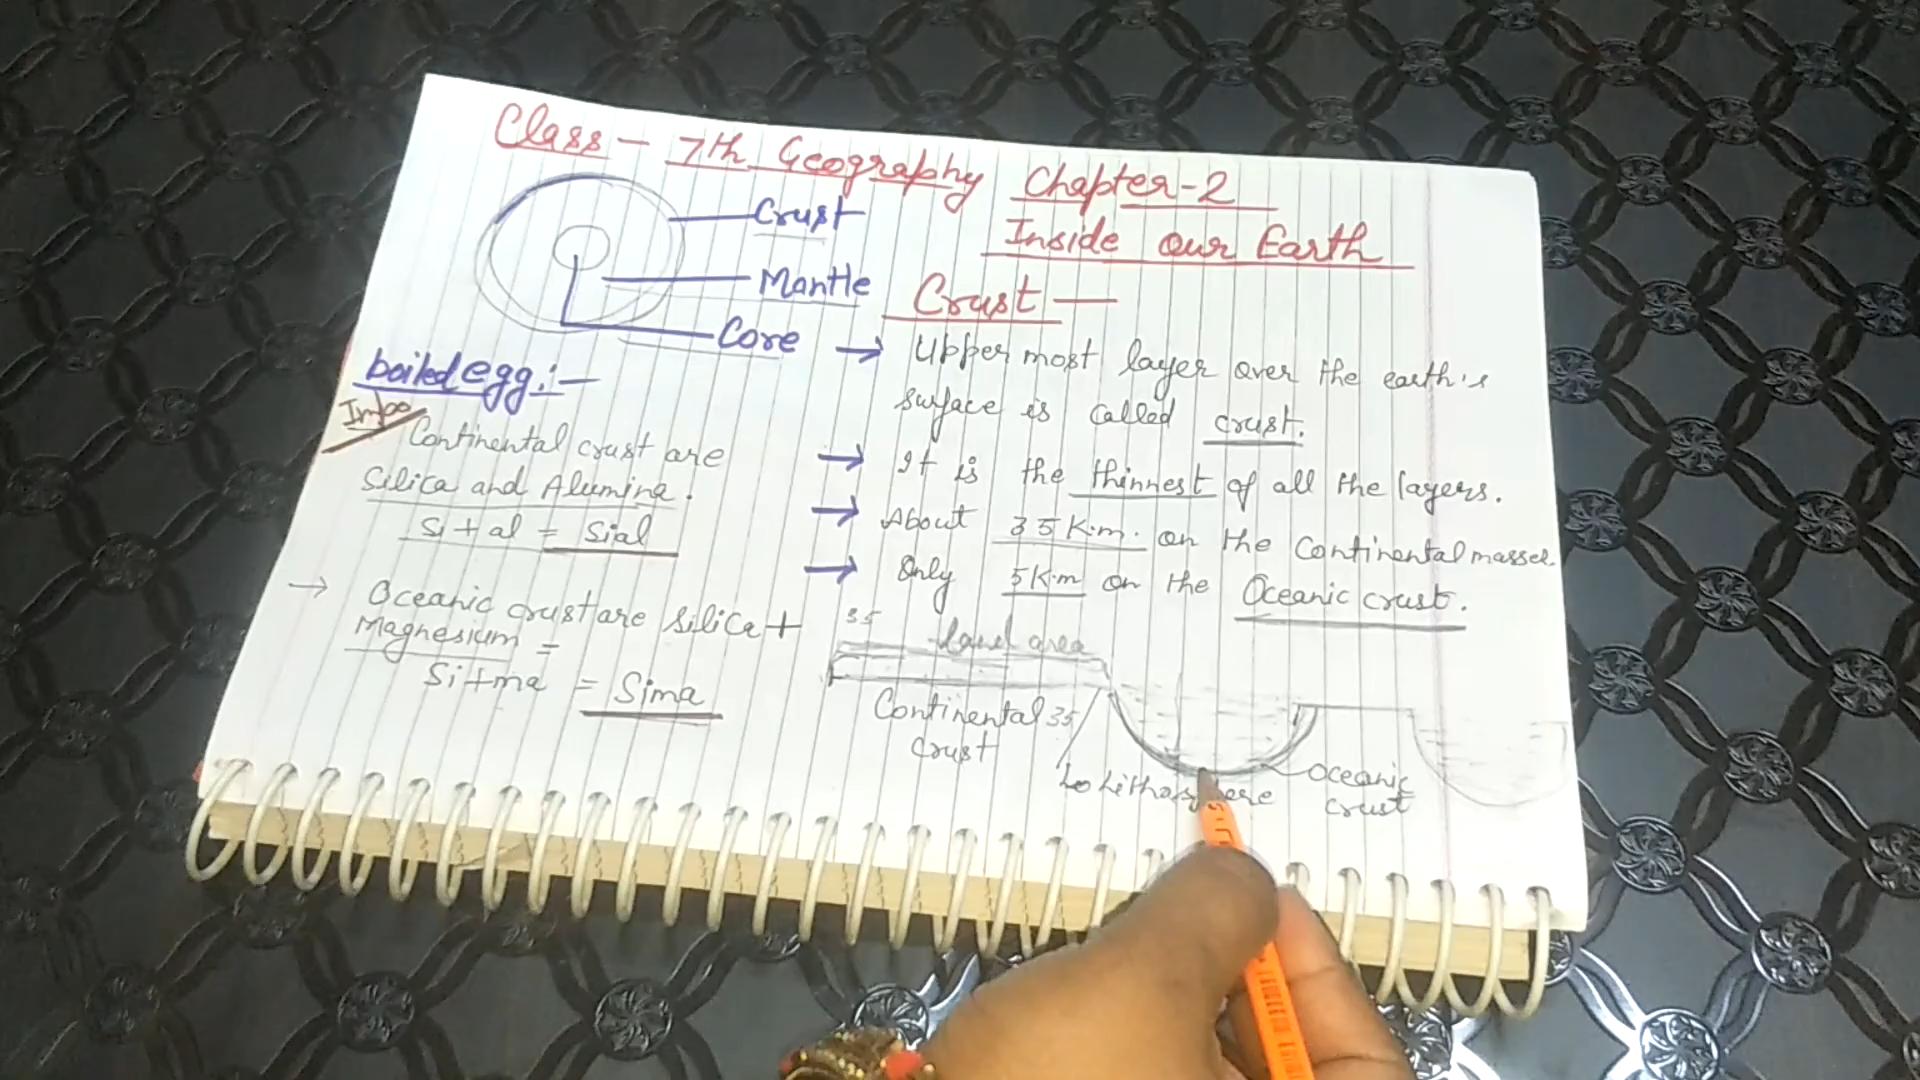 Class - 7th Geography Chapter-2
Inside our Earth
Crust
Mantle
Core
boiled egg :-
Impo
Continental crust are
Silica and Alumina.
Si + al = Sial
→ Oceanic crust are Silica +
Magnesium =
Si + ma = Sima
Crust —
→ Upper most layer over the earth's
surface is called crust.
→ It is the thinnest of all the layers.
→ About 35 K.m. on the Continental masses.
→ Only 5 K.m on the Oceanic crust.
35
land area
Continental 35
crust
Oceanic
crust